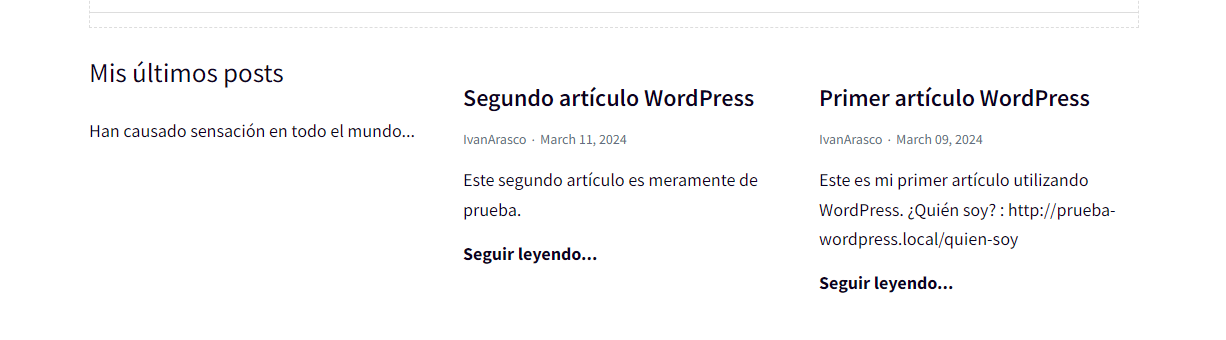 Mis últimos posts
Han causado sensación en todo el mundo...
Segundo artículo WordPress
IvanArasco · March 11, 2024
Este segundo artículo es meramente de
prueba.
Seguir leyendo...
Primer artículo WordPress
IvanArasco · March 09, 2024
Este es mi primer artículo utilizando
WordPress. ¿Quién soy? : http://prueba-
wordpress.local/quien-soy
Seguir leyendo...